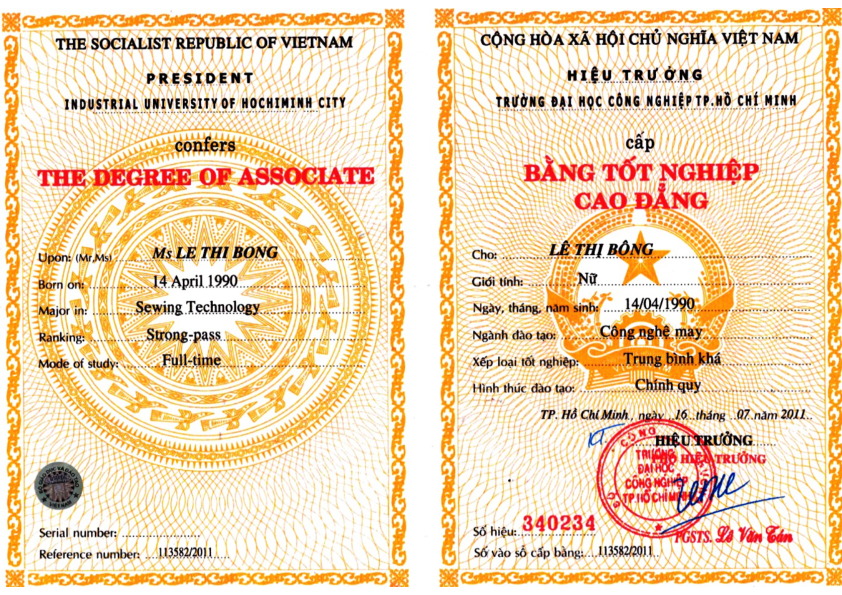 THE SOCIALIST REPUBLIC OF VIETNAM
PRESIDENT
INDUSTRIAL UNIVERSITY OF HOCHIMINH CITY
confers
THE DEGREE OF ASSOCIATE
Upon: (Mr,Ms) Ms LE THI BONG
Born on: 14 April 1990
Major in: Sewing Technology
Ranking: Strong-pass
Mode of study: Full-time
Serial number:
Reference number: 113582/2011
CỘNG HÒA XÃ HỘI CHỦ NGHĨA VIỆT NAM
HIỆU TRƯỞNG
TRƯỜNG ĐẠI HỌC CÔNG NGHIỆP TP.HỒ CHÍ MINH
cấp
BẰNG TỐT NGHIỆP
CAO ĐẲNG
Cho: LÊ THỊ BÔNG
Giới tính: Nữ
Ngày, tháng, năm sinh: 14/04/1990
Ngành đào tạo: Công nghệ may
Xếp loại tốt nghiệp: Trung bình khá
Hình thức đào tạo: Chính quy
TP. Hồ Chí Minh, ngày 16 tháng 07 năm 2011
KT HIỆU TRƯỞNG
PHÓ HIỆU TRƯỞNG
TRƯỜNG
ĐẠI HỌC
CÔNG NGHIỆP
TP HỒ CHÍ MINH
Số hiệu: 340234
PGSTS. Lê Văn Tán
Số vào sổ cấp bằng: 113582/2011